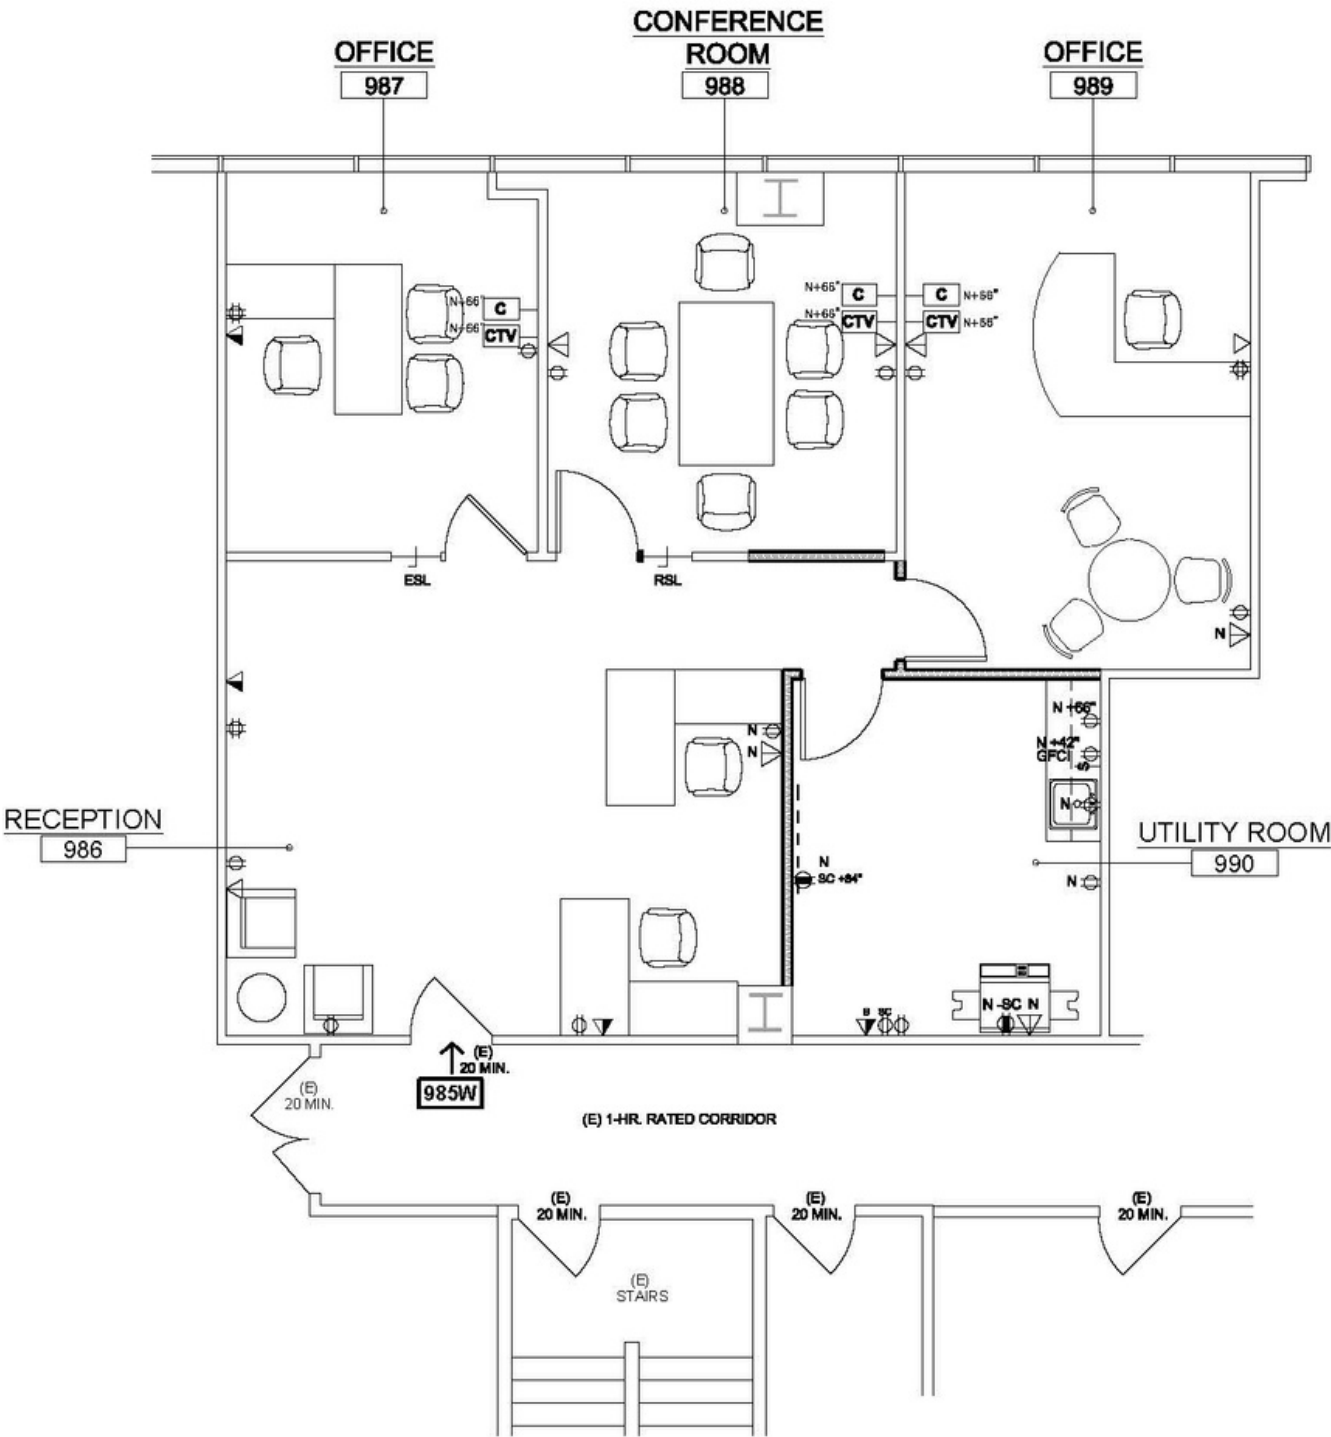 CONFERENCE
ROOM
988
OFFICE
987
OFFICE
989
N+66"
C
N+66"
CTV
N+66"
C
N+66"
CTV
C
N+56"
CTV
N+56"
ESL
RSL
N
N
N
N +66"
N +42"
GFCI
S
N
RECEPTION
986
UTILITY ROOM
990
N
SC +84"
N
N -SC N
SC
(E)
20 MIN.
985W
(E)
20 MIN.
(E) 1-HR. RATED CORRIDOR
(E)
20 MIN.
(E)
20 MIN.
(E)
20 MIN.
(E)
STAIRS